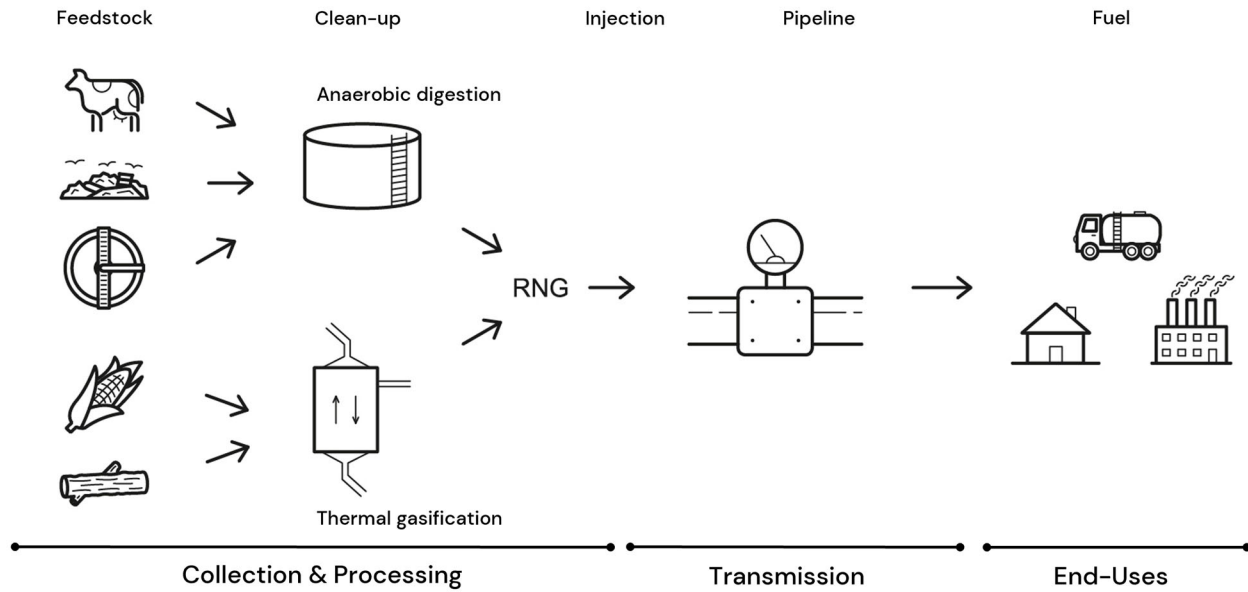 Feedstock
Clean-up
Injection
Pipeline
Fuel
Anaerobic digestion
RNG
Thermal gasification
Collection & Processing
Transmission
End-Uses